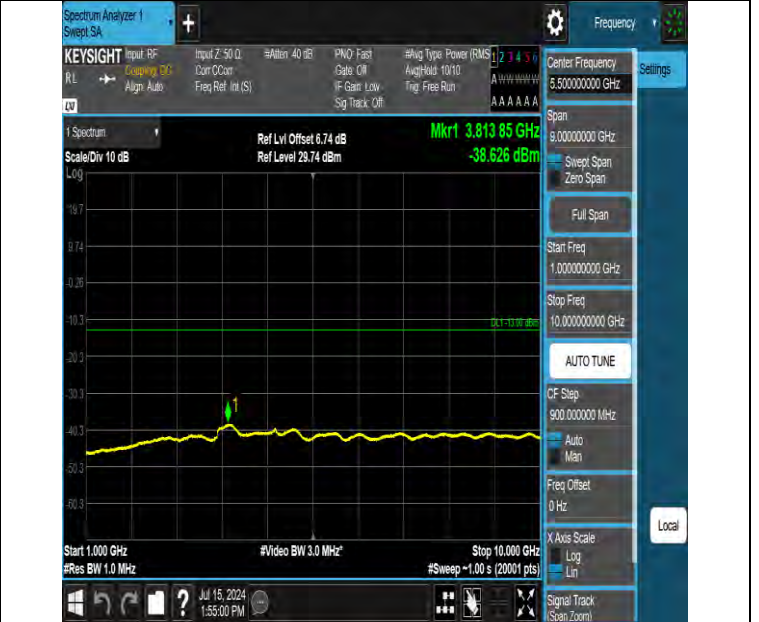 Spectrum Analyzer 1
Swept SA
+
Frequency
KEYSIGHT
RL
Input: RF
Coupling: DC
Align: Auto
Input Z: 50 Ω
Corr CCorr
Freq Ref: Int (S)
#Atten: 40 dB
PNO: Fast
Gate: Off
IF Gain: Low
Sig Track: Off
#Avg Type: Power (RMS
Avg|Hold: 10/10
Trig: Free Run
1 2 3 4 5 6
A W W W W W
A A A A A A
LXI
1 Spectrum
Scale/Div 10 dB
Log
Ref Lvl Offset 6.74 dB
Ref Level 29.74 dBm
Mkr1 3.813 85 GHz
-38.626 dBm
19.7
9.74
-0.26
-10.3
DL1 -13.00 dBm
-20.3
-30.3
1
-40.3
-50.3
-60.3
Start 1.000 GHz
#Res BW 1.0 MHz
#Video BW 3.0 MHz*
Stop 10.000 GHz
#Sweep ~1.00 s (20001 pts)
Center Frequency
5.500000000 GHz
Settings
Span
9.00000000 GHz
Swept Span
Zero Span
Full Span
Start Freq
1.000000000 GHz
Stop Freq
10.000000000 GHz
AUTO TUNE
CF Step
900.000000 MHz
Auto
Man
Freq Offset
0 Hz
X Axis Scale
Log
Lin
Local
Signal Track
(Span Zoom)
?
Jul 15, 2024
1:55:00 PM